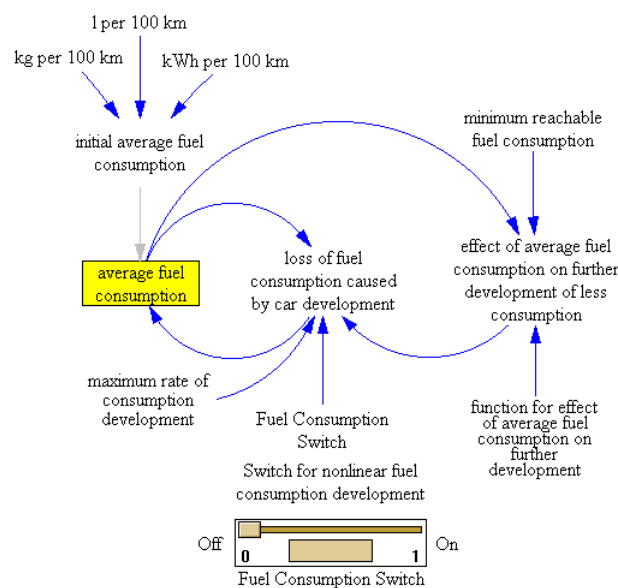 l per 100 km
kg per 100 km
kWh per 100 km
initial average fuel
consumption
minimum reachable
fuel consumption
average fuel
consumption
loss of fuel
consumption caused
by car development
effect of average fuel
consumption on further
development of less
consumption
maximum rate of
consumption
development
Fuel Consumption
Switch
function for effect
of average fuel
consumption on
further
development
Switch for nonlinear fuel
consumption development
Off
0
1
On
Fuel Consumption Switch